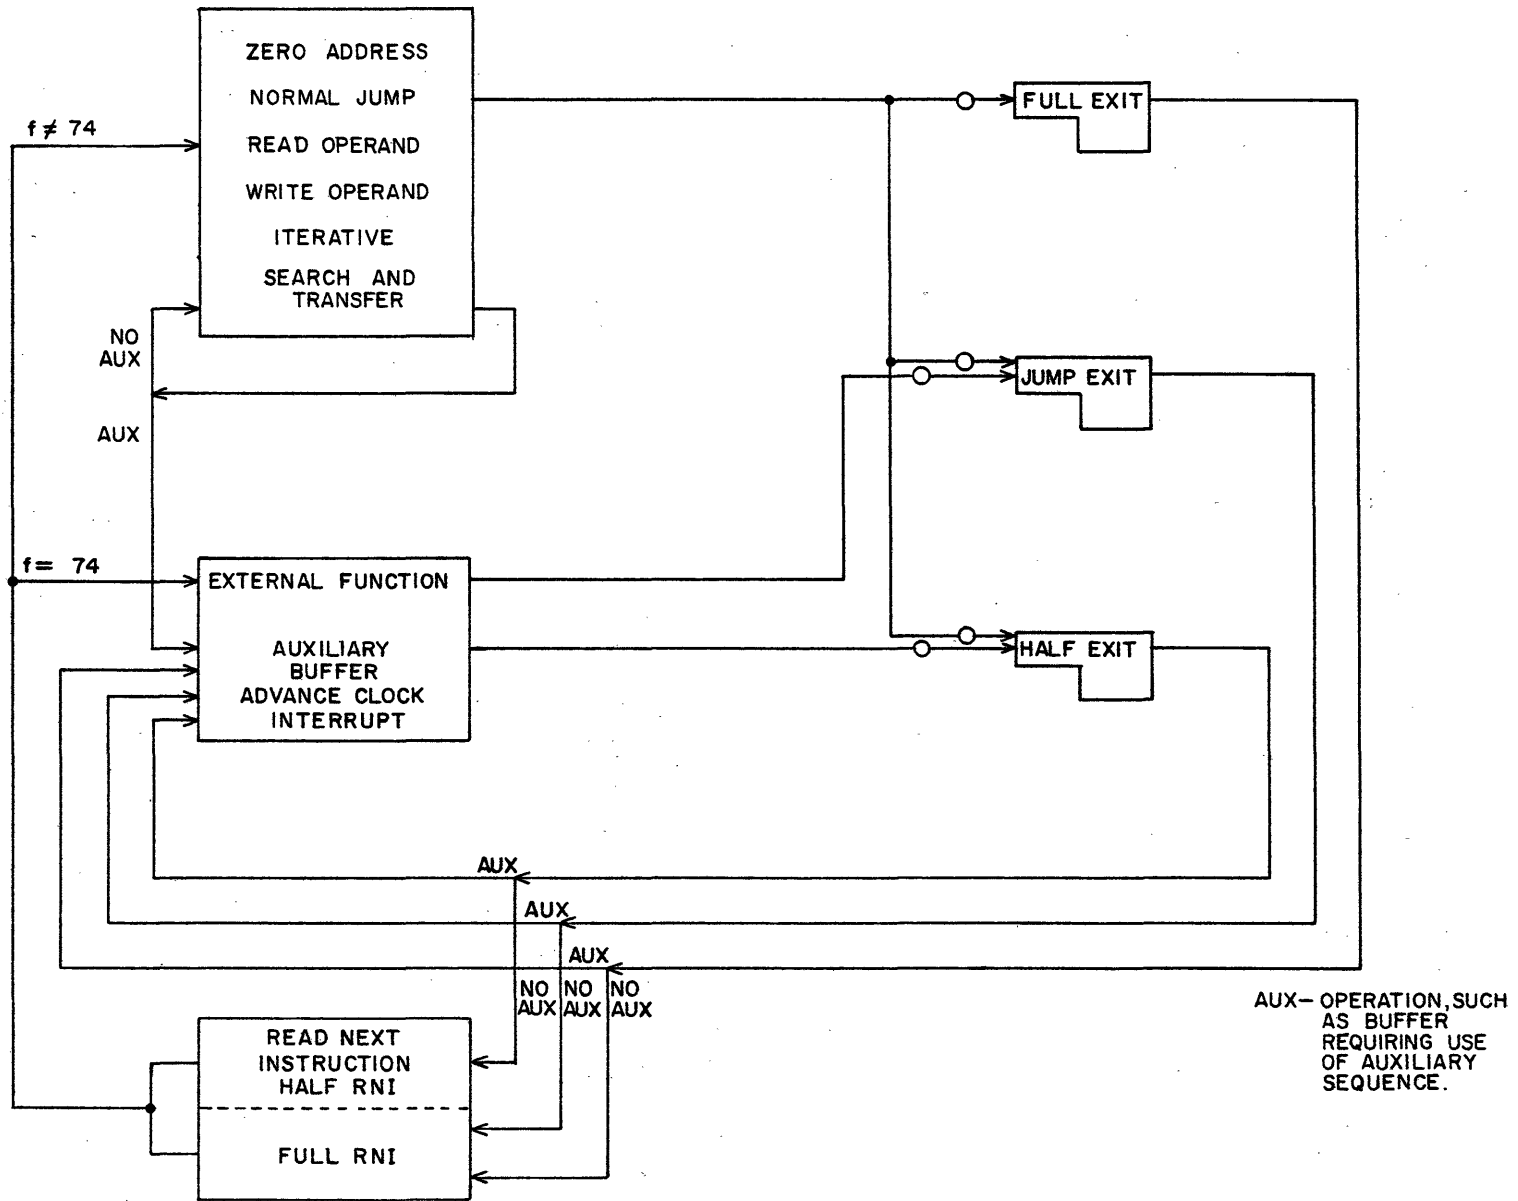 ZERO ADDRESS
NORMAL JUMP
READ OPERAND
WRITE OPERAND
ITERATIVE
SEARCH AND
TRANSFER
f ≠ 74
FULL EXIT
NO
AUX
AUX
JUMP EXIT
f = 74
EXTERNAL FUNCTION
AUXILIARY
BUFFER
ADVANCE CLOCK
INTERRUPT
HALF EXIT
AUX
AUX
AUX
NO NO NO
AUX AUX AUX
READ NEXT
INSTRUCTION
HALF RNI
FULL RNI
AUX— OPERATION, SUCH
AS BUFFER
REQUIRING USE
OF AUXILIARY
SEQUENCE.